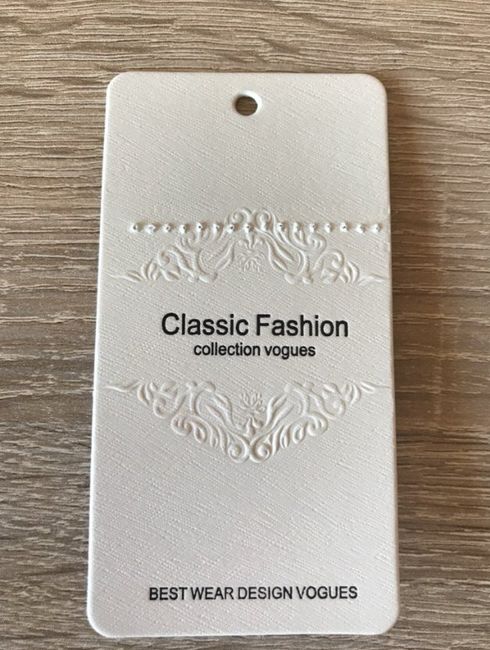 Classic Fashion
collection vogues
BEST WEAR DESIGN VOGUES